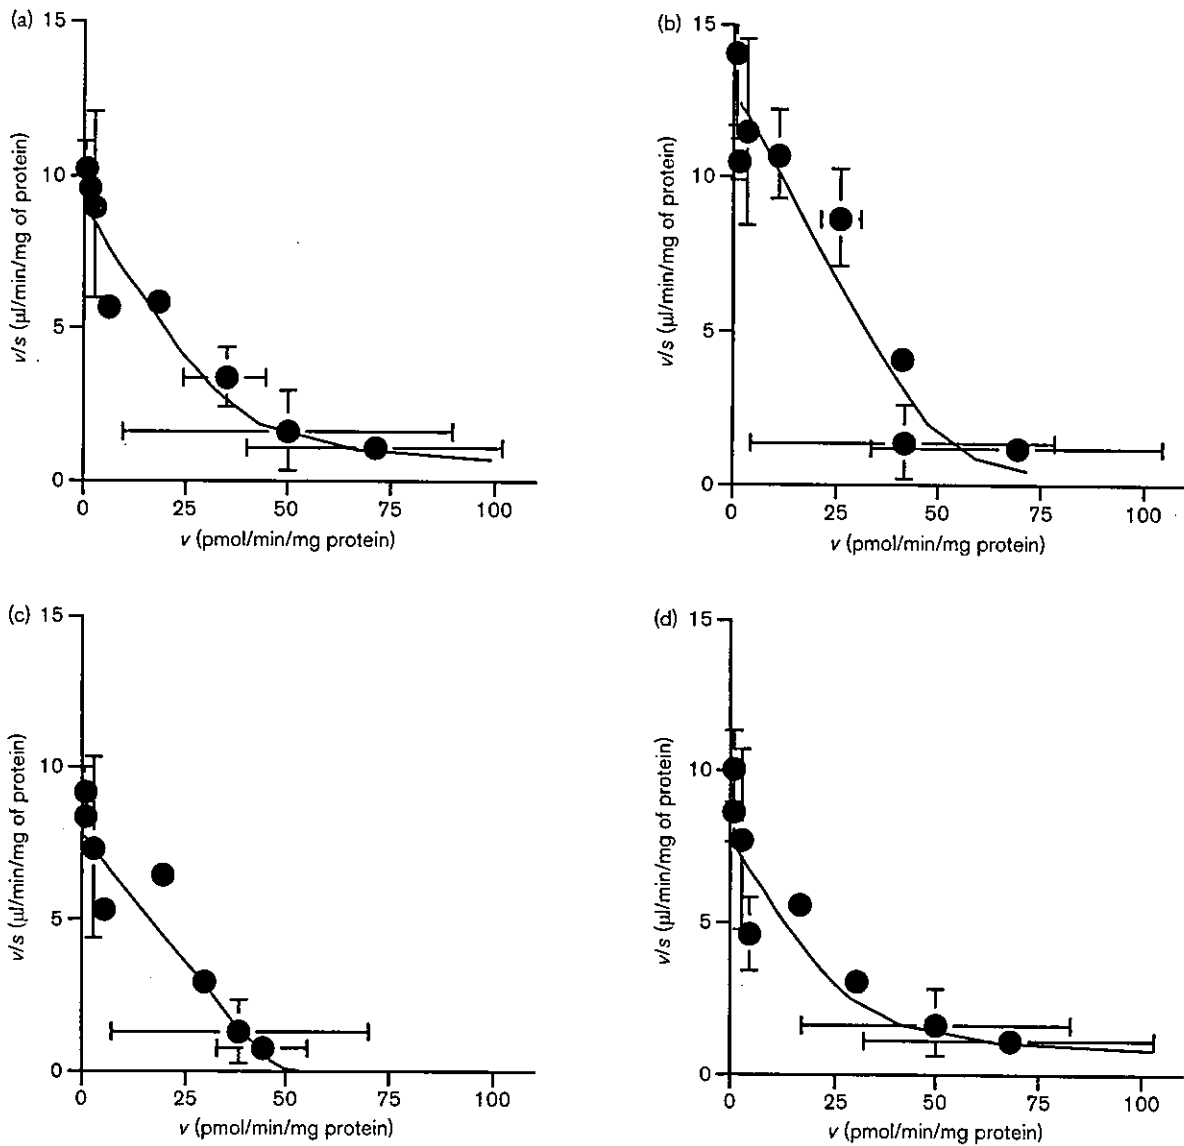 (a)
15
10
5
0
v/s (µl/min/mg of protein)
0 25 50 75 100
v (pmol/min/mg protein)
(b)
15
10
5
0
v/s (µl/min/mg of protein)
0 25 50 75 100
v (pmol/min/mg protein)
(c)
15
10
5
0
v/s (µl/min/mg of protein)
0 25 50 75 100
v (pmol/min/mg protein)
(d)
15
10
5
0
v/s (µl/min/mg of protein)
0 25 50 75 100
v (pmol/min/mg protein)